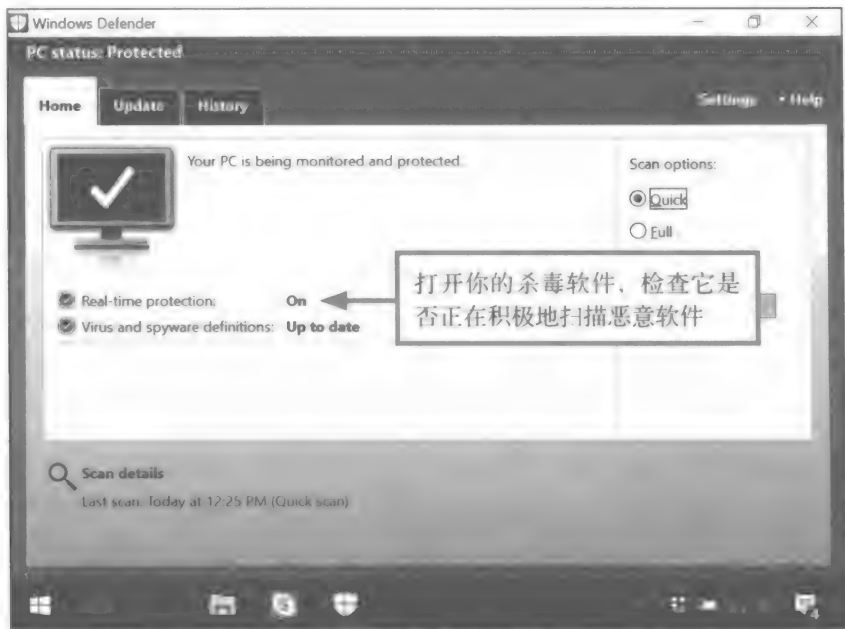 Windows Defender
PC status: Protected
Home
Update
History
Settings
Help
Your PC is being monitored and protected.
Scan options:
Quick
Full
Real-time protection:
On
Virus and spyware definitions:
Up to date
打开你的杀毒软件，检查它是
否正在积极地扫描恶意软件
Scan details
Last scan: Today at 12:25 PM (Quick scan)
4